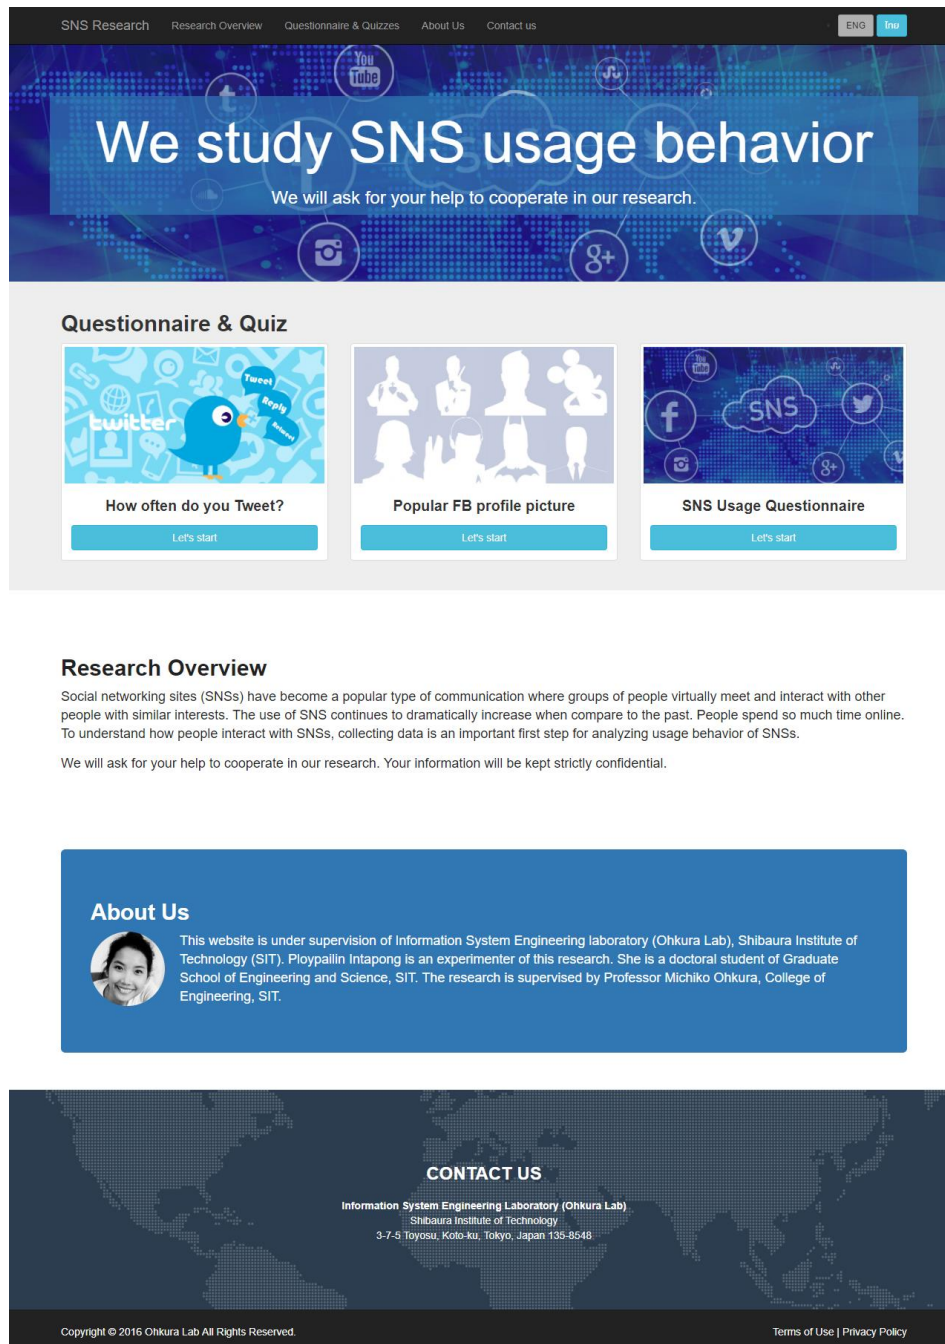 SNS Research Research Overview Questionnaire & Quizzes About Us Contact us ENG ไทย
You
Tube
We study SNS usage behavior
We will ask for your help to cooperate in our research.
g+
Questionnaire & Quiz
twitter
Tweet
Reply
Retweet
You
Tube
SNS
g+
How often do you Tweet?
Popular FB profile picture
SNS Usage Questionnaire
Let's start
Let's start
Let's start
Research Overview
Social networking sites (SNSs) have become a popular type of communication where groups of people virtually meet and interact with other
people with similar interests. The use of SNS continues to dramatically increase when compare to the past. People spend so much time online.
To understand how people interact with SNSs, collecting data is an important first step for analyzing usage behavior of SNSs.
We will ask for your help to cooperate in our research. Your information will be kept strictly confidential.
About Us
This website is under supervision of Information System Engineering laboratory (Ohkura Lab), Shibaura Institute of
Technology (SIT). Ploypailin Intapong is an experimenter of this research. She is a doctoral student of Graduate
School of Engineering and Science, SIT. The research is supervised by Professor Michiko Ohkura, College of
Engineering, SIT.
CONTACT US
Information System Engineering Laboratory (Ohkura Lab)
Shibaura Institute of Technology
3-7-5 Toyosu, Koto-ku, Tokyo, Japan 135-8548
Copyright © 2016 Ohkura Lab All Rights Reserved.
Terms of Use | Privacy Policy